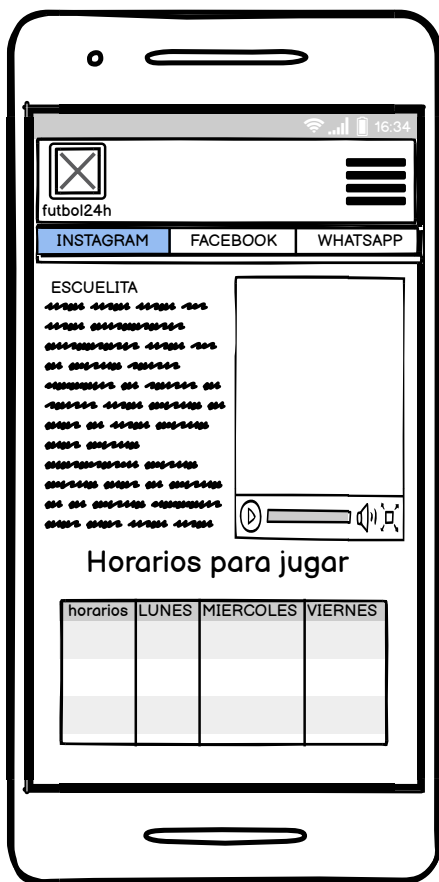 16:34
futbol24h
INSTAGRAM FACEBOOK WHATSAPP
ESCUELITA
Horarios para jugar
horarios LUNES MIERCOLES VIERNES